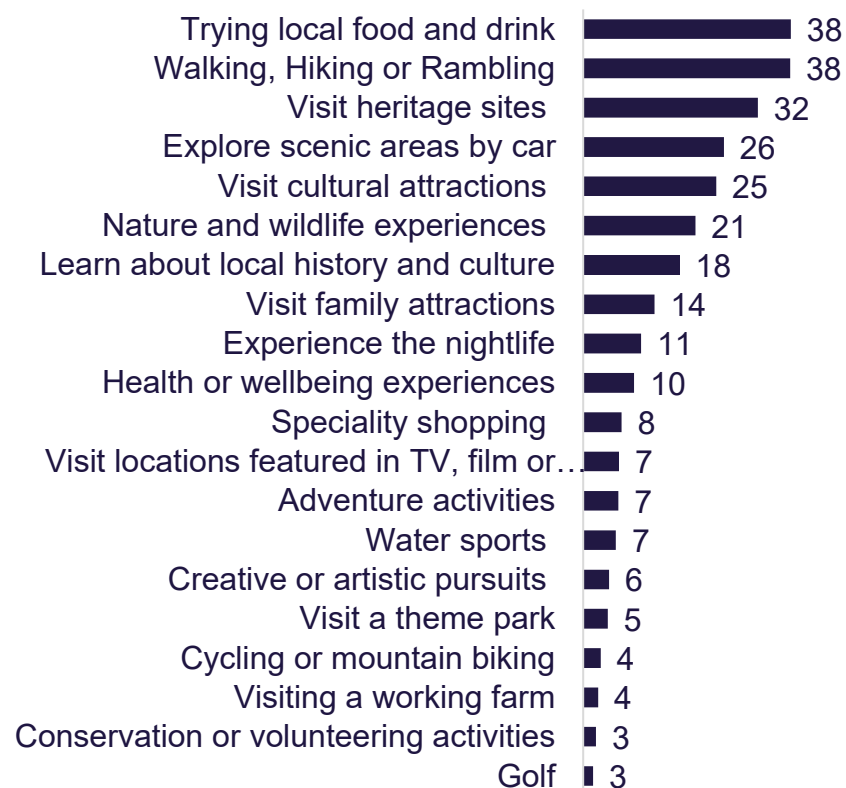 Trying local food and drink 38
Walking, Hiking or Rambling 38
Visit heritage sites 32
Explore scenic areas by car 26
Visit cultural attractions 25
Nature and wildlife experiences 21
Learn about local history and culture 18
Visit family attractions 14
Experience the nightlife 11
Health or wellbeing experiences 10
Speciality shopping 8
Visit locations featured in TV, film or… 7
Adventure activities 7
Water sports 7
Creative or artistic pursuits 6
Visit a theme park 5
Cycling or mountain biking 4
Visiting a working farm 4
Conservation or volunteering activities 3
Golf 3